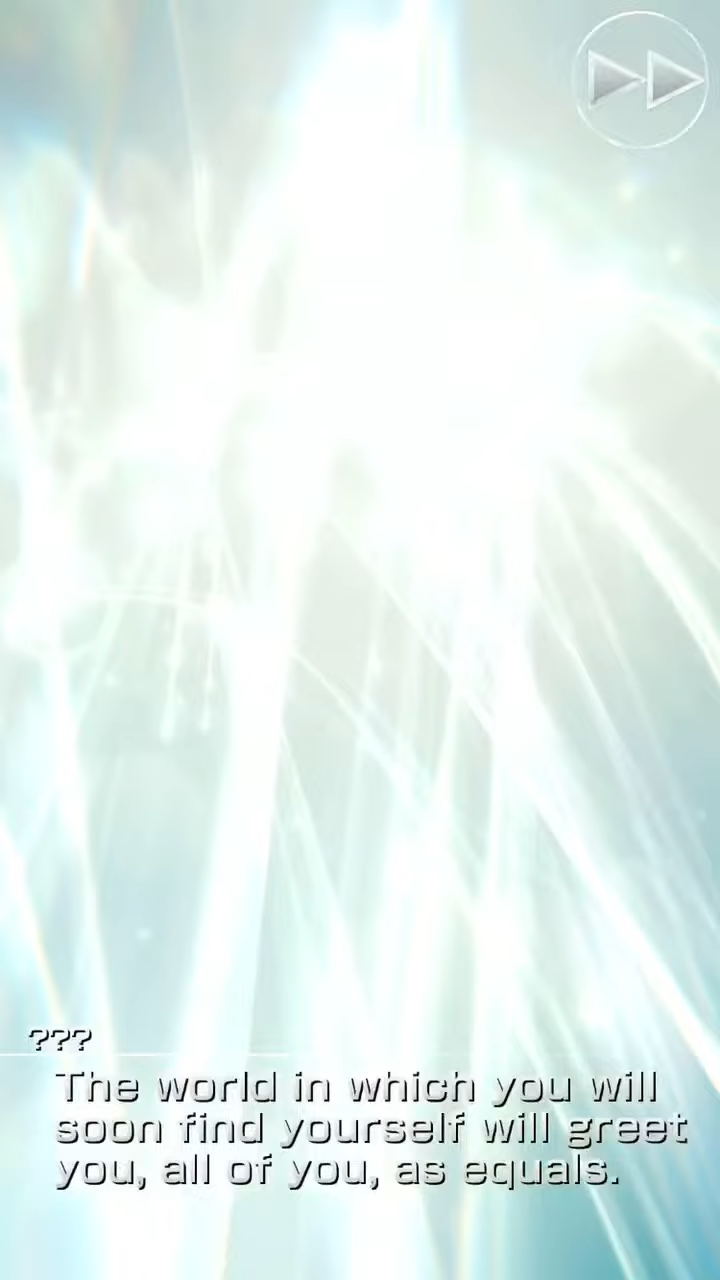 ???
The world in which you will
soon find yourself will greet
you, all of you, as equals.